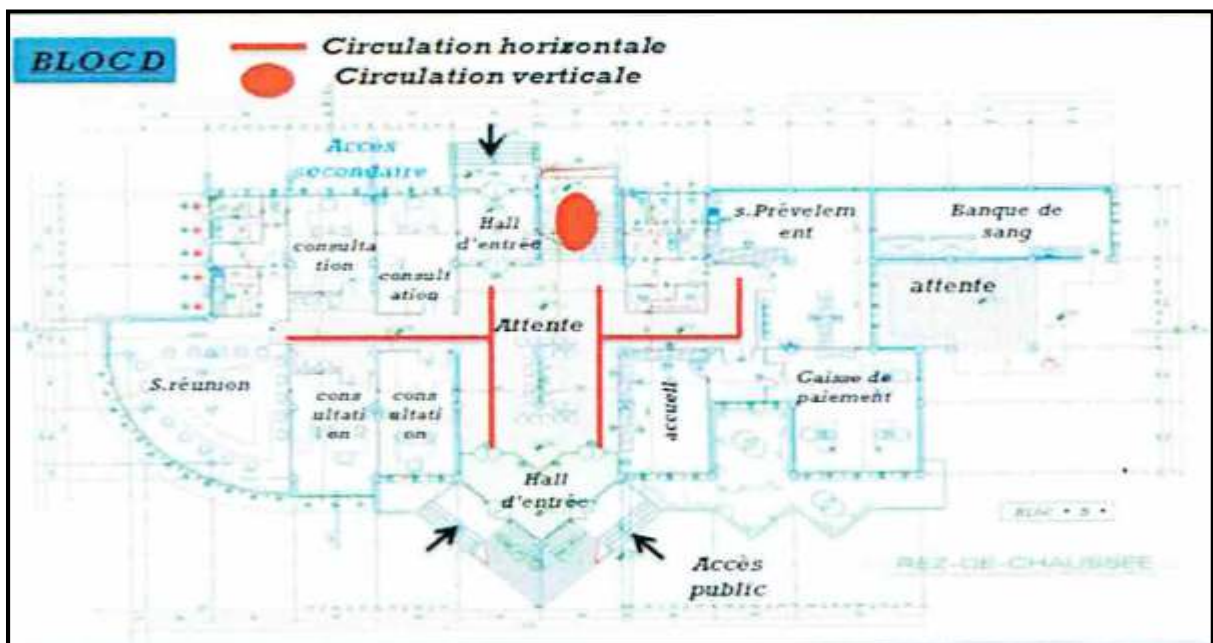 BLOC D
Circulation horizontale
Circulation verticale
Accès
secondaire
Hall
d'entrée
s.Prévelem
ent
Banque de
sang
consulta
tion
consult
ation
attente
Attente
S.réunion
cons
ultati
on
cons
ultati
on
accueil
Caisse de
paiement
Hall
d'entrée
Accès
public
REZ-DE-CHAUSSEE